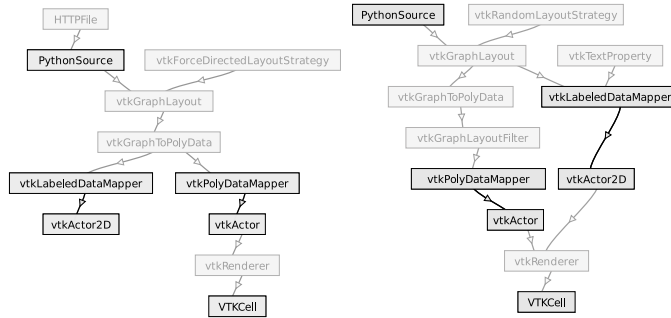 HTTPFile
PythonSource
vtkForceDirectedLayoutStrategy
vtkGraphLayout
vtkGraphToPolyData
vtkLabeledDataMapper
vtkPolyDataMapper
vtkActor2D
vtkActor
vtkRenderer
VTKCell
PythonSource
vtkRandomLayoutStrategy
vtkGraphLayout
vtkTextProperty
vtkGraphToPolyData
vtkLabeledDataMapper
vtkGraphLayoutFilter
vtkPolyDataMapper
vtkActor2D
vtkActor
vtkRenderer
VTKCell